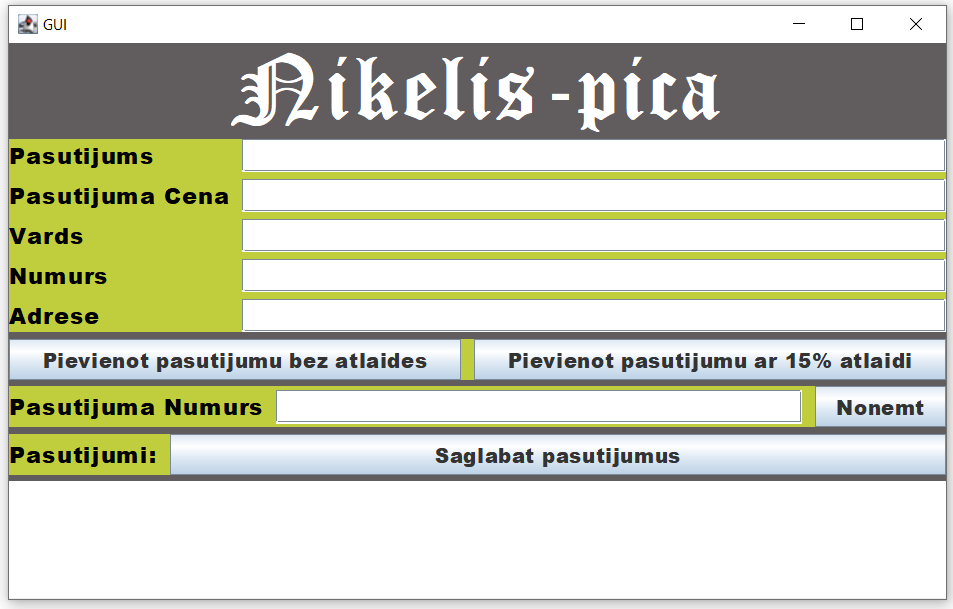 GUI
Nikelis-pica
Pasutijums
Pasutijuma Cena
Vards
Numurs
Adrese
Pievienot pasutijumu bez atlaides Pievienot pasutijumu ar 15% atlaidi
Pasutijuma Numurs Nonemt
Pasutijumi: Saglabat pasutijumus